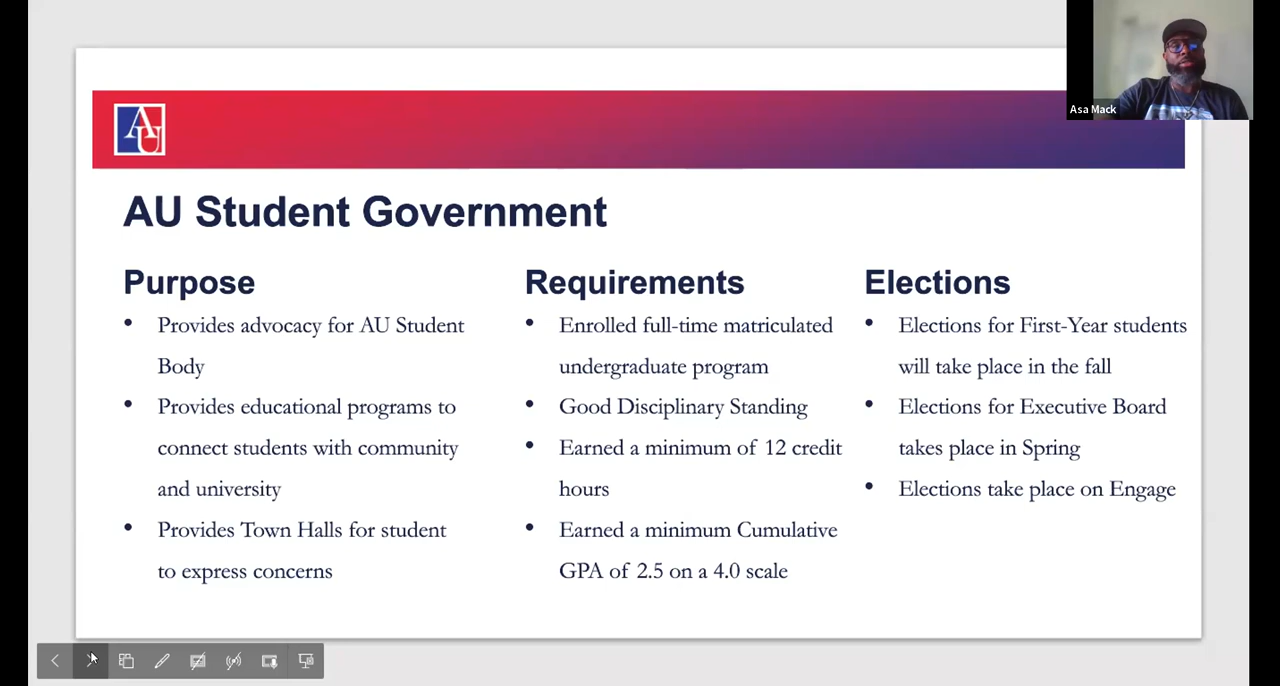 Asa Mack
AU
AU Student Government
Purpose
• Provides advocacy for AU Student
Body
• Provides educational programs to
connect students with community
and university
• Provides Town Halls for student
to express concerns
Requirements
• Enrolled full-time matriculated
undergraduate program
• Good Disciplinary Standing
• Earned a minimum of 12 credit
hours
• Earned a minimum Cumulative
GPA of 2.5 on a 4.0 scale
Elections
• Elections for First-Year students
will take place in the fall
• Elections for Executive Board
takes place in Spring
• Elections take place on Engage